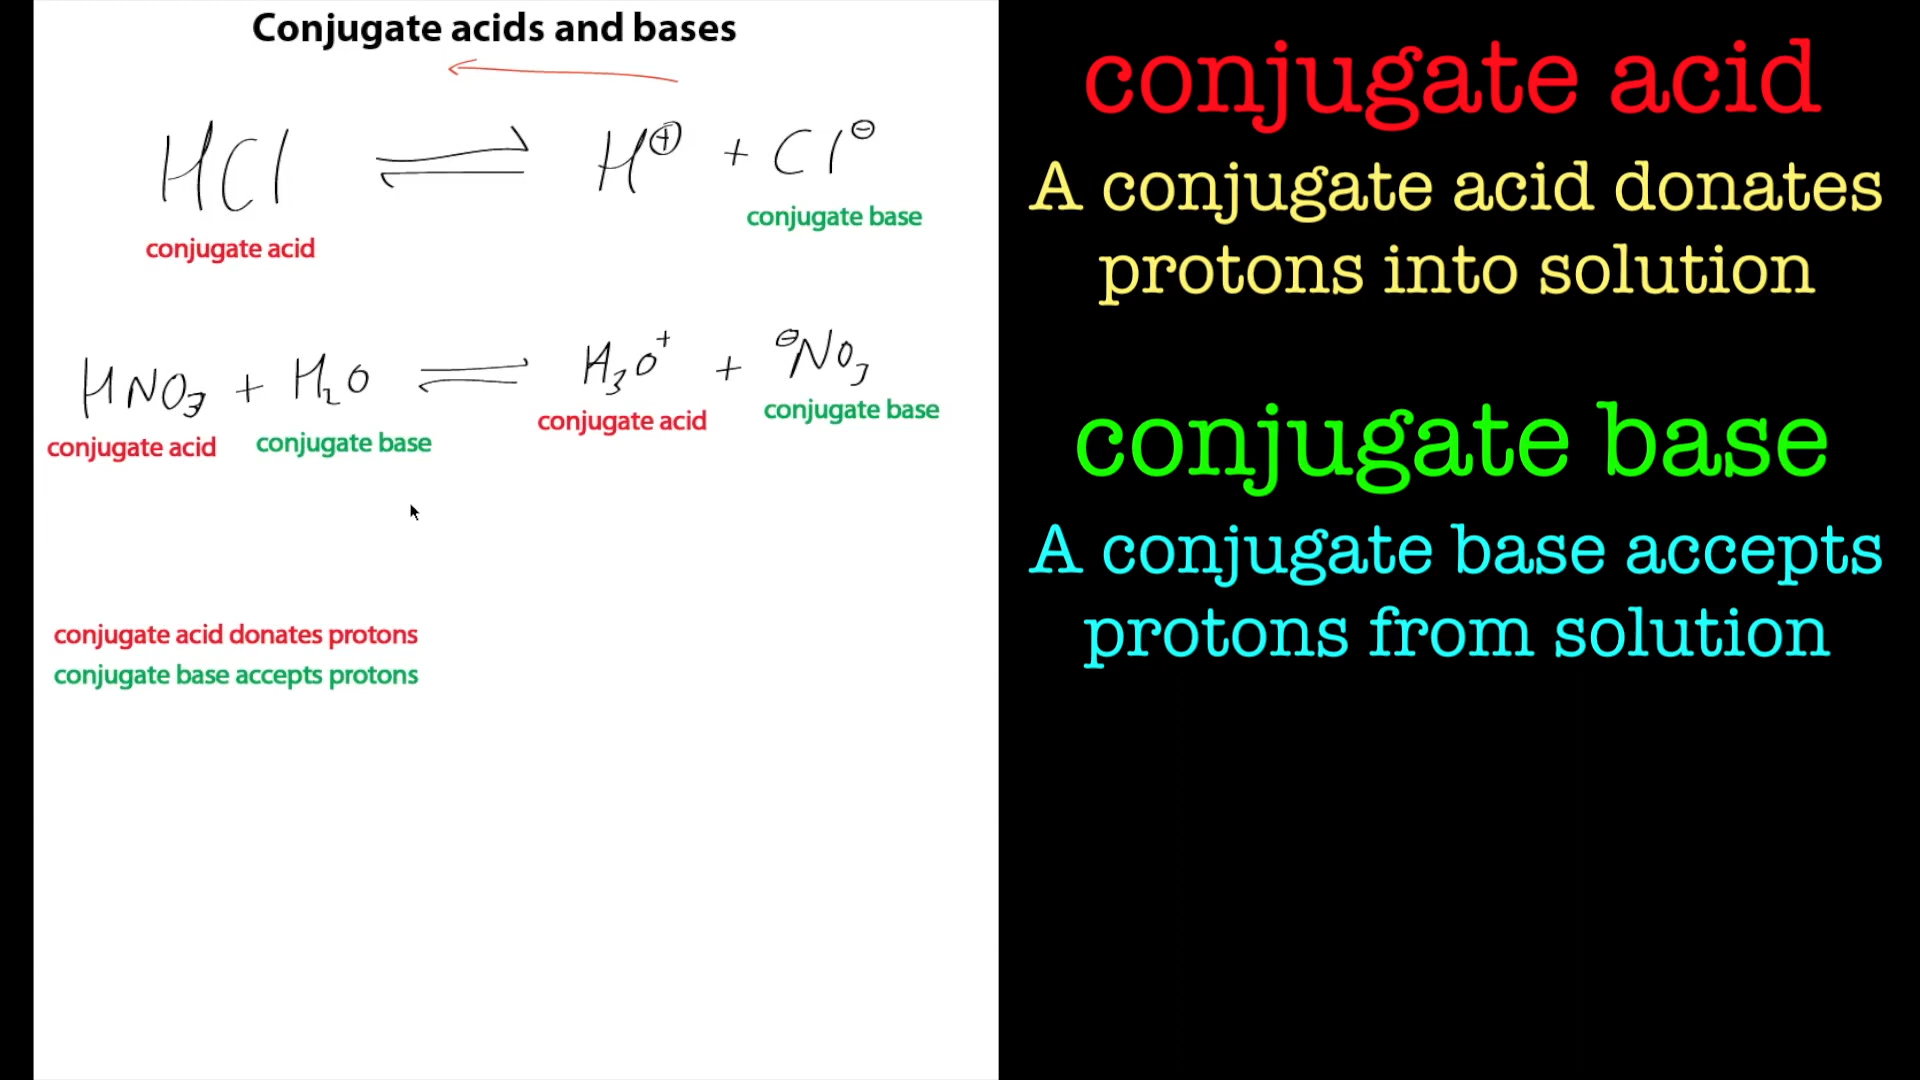 Conjugate acids and bases
HCl ⇌ H⊕ + Cl⊖
conjugate acid conjugate base
HNO₃ + H₂O ⇌ H₃O⁺ + ⊖NO₃
conjugate acid conjugate base conjugate acid conjugate base
conjugate acid donates protons
conjugate base accepts protons
conjugate acid
A conjugate acid donates
protons into solution
conjugate base
A conjugate base accepts
protons from solution